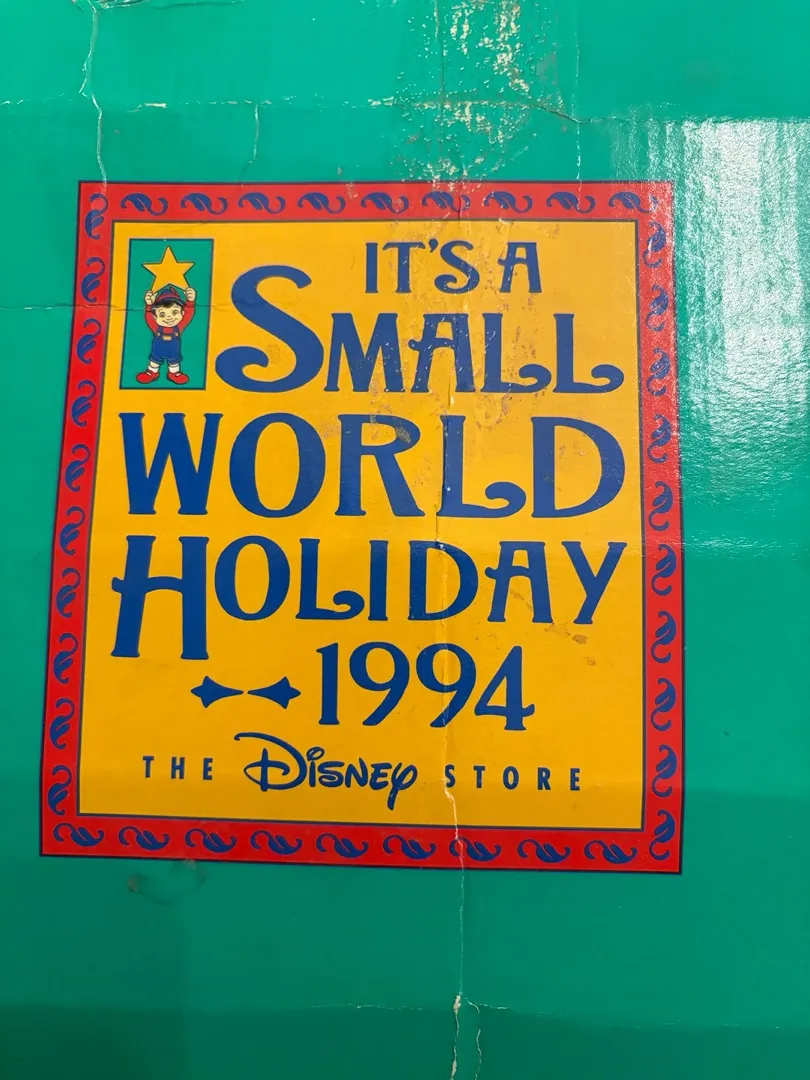 IT'S A
SMALL
WORLD
HOLIDAY
1994
THE DISNEY STORE